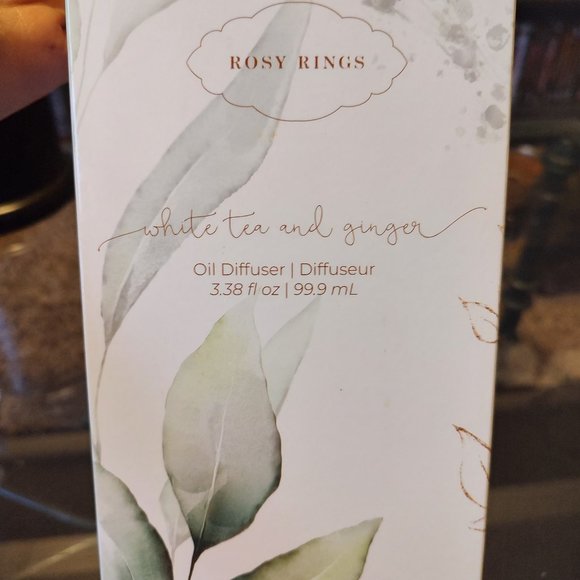 ROSY RINGS
white tea and ginger
Oil Diffuser | Diffuseur
3.38 fl oz | 99.9 mL